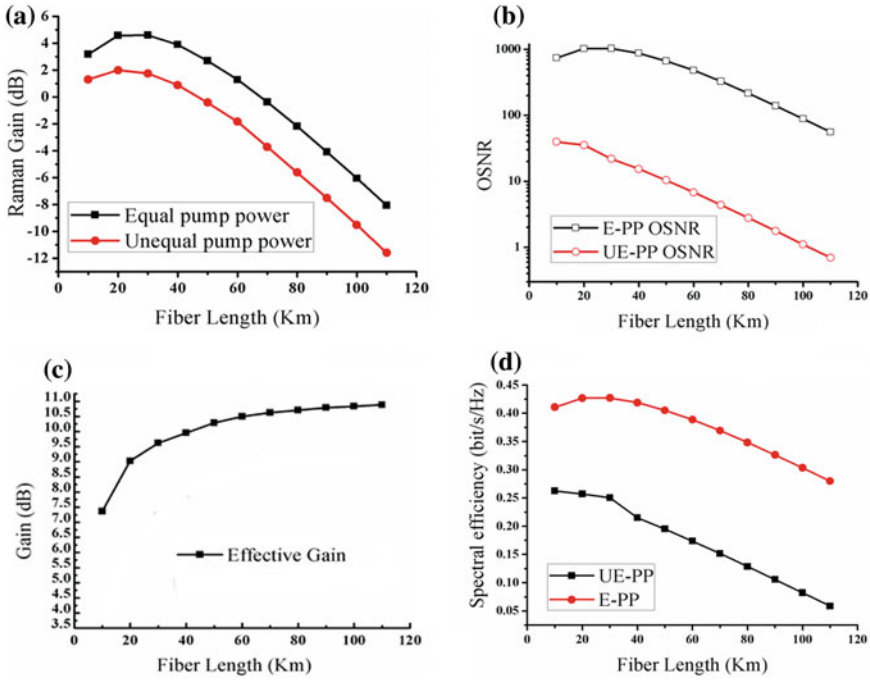 (a)
6
4
2
0
-2
-4
-6
-8
-10
-12
Raman Gain (dB)
Equal pump power
Unequal pump power
0 20 40 60 80 100 120
Fiber Length (Km)
(b)
1000
100
10
1
OSNR
E-PP OSNR
UE-PP OSNR
0 20 40 60 80 100 120
Fiber Length (Km)
(c)
11.0
10.5
10.0
9.5
9.0
8.5
8.0
7.5
7.0
6.5
6.0
5.5
5.0
4.5
4.0
3.5
Gain (dB)
Effective Gain
0 20 40 60 80 100 120
Fiber Length (Km)
(d)
0.45
0.40
0.35
0.30
0.25
0.20
0.15
0.10
0.05
Spectral efficiency (bit/s/Hz)
UE-PP
E-PP
0 20 40 60 80 100 120
Fiber Length (Km)